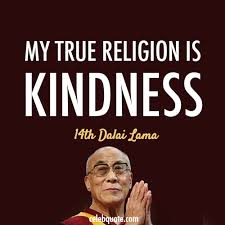 MY TRUE RELIGION IS
KINDNESS
14th Dalai Lama
celebquote.com